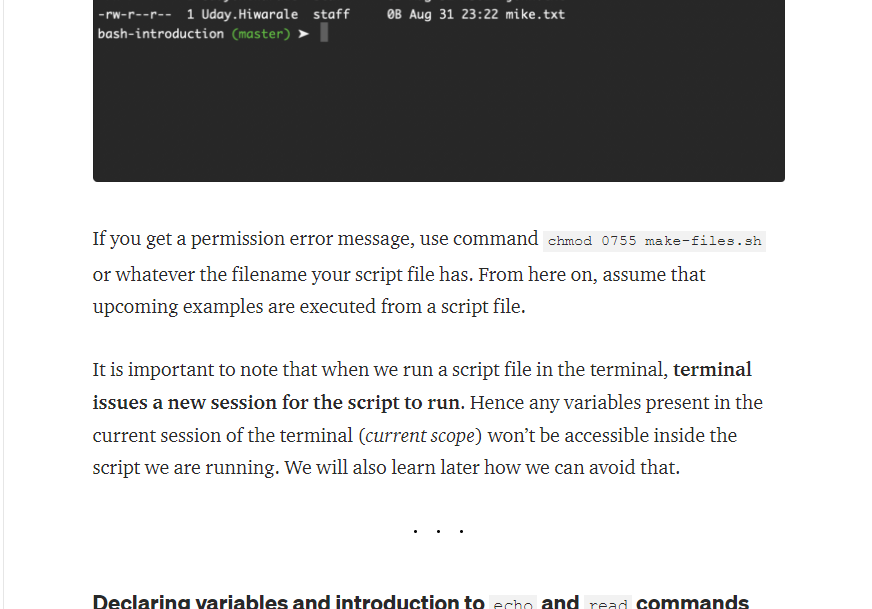 -rw-r--r-- 1 Uday.Hiwarale staff 0B Aug 31 23:22 mike.txt
bash-introduction (master) ➤
If you get a permission error message, use command chmod 0755 make-files.sh
or whatever the filename your script file has. From here on, assume that
upcoming examples are executed from a script file.
It is important to note that when we run a script file in the terminal, terminal
issues a new session for the script to run. Hence any variables present in the
current session of the terminal (current scope) won’t be accessible inside the
script we are running. We will also learn later how we can avoid that.
. . .
Declaring variables and introduction to echo and read commands